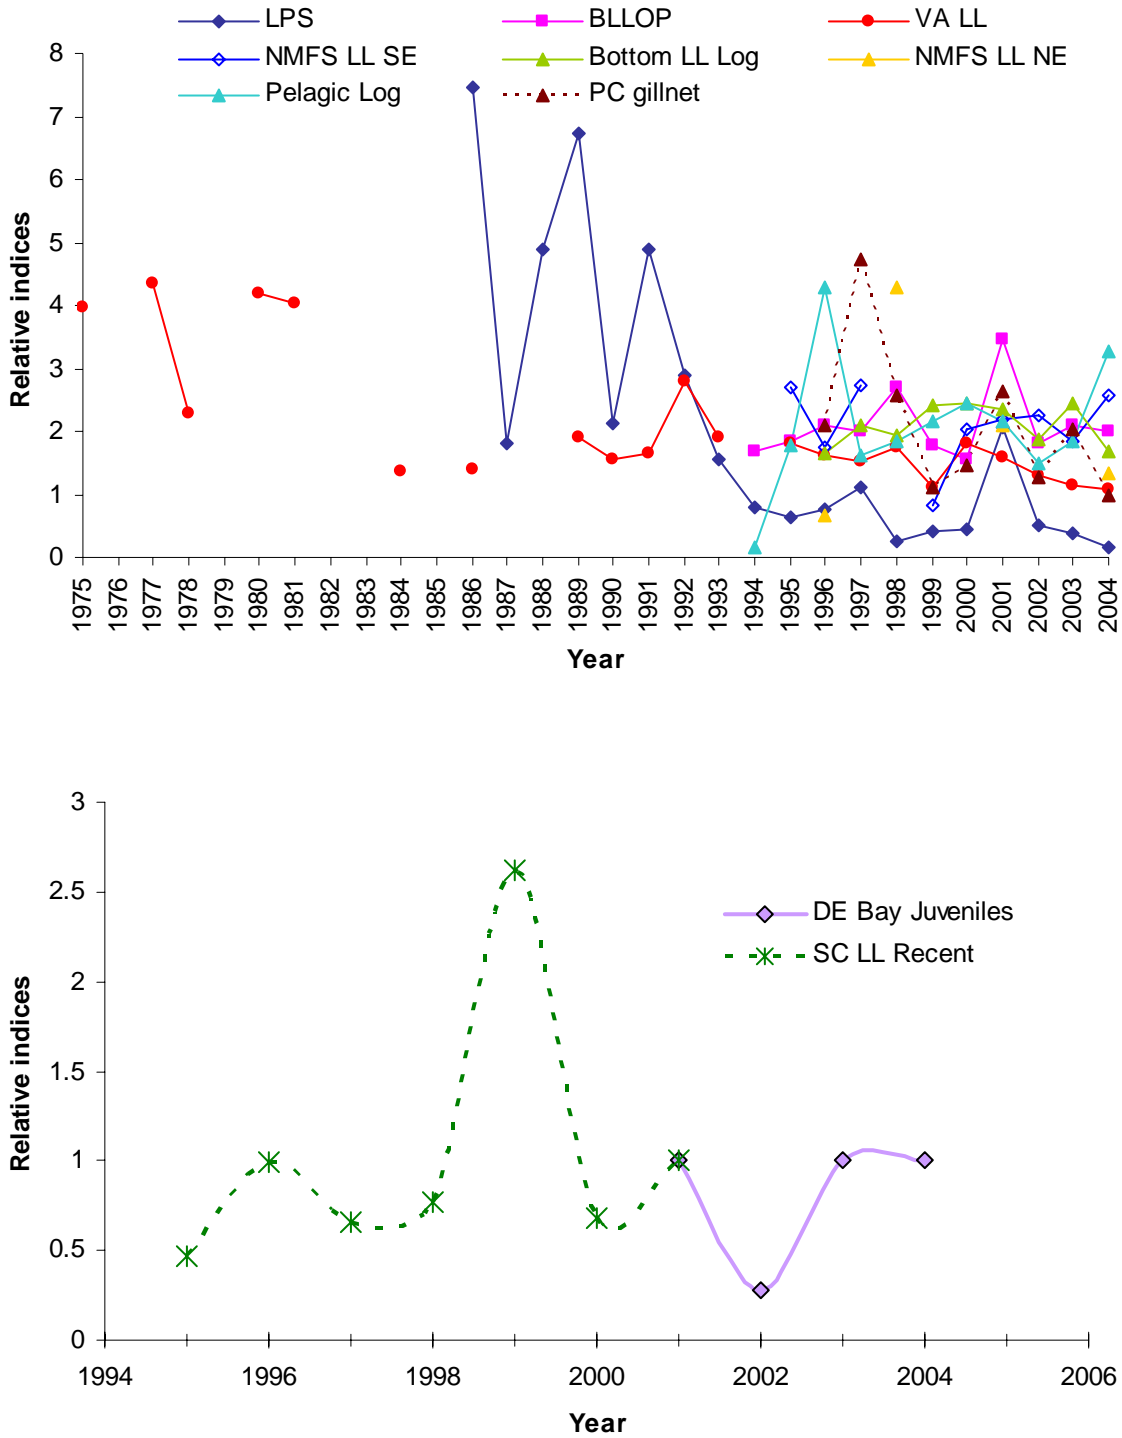 LPS BLLOP VA LL
NMFS LL SE Bottom LL Log NMFS LL NE
Pelagic Log PC gillnet
8
7
6
5
4
3
2
1
0
Relative indices
1975 1976 1977 1978 1979 1980 1981 1982 1983 1984 1985 1986 1987 1988 1989 1990 1991 1992 1993 1994 1995 1996 1997 1998 1999 2000 2001 2002 2003 2004
Year
3
2.5
2
1.5
1
0.5
0
Relative indices
DE Bay Juveniles
SC LL Recent
1994 1996 1998 2000 2002 2004 2006
Year